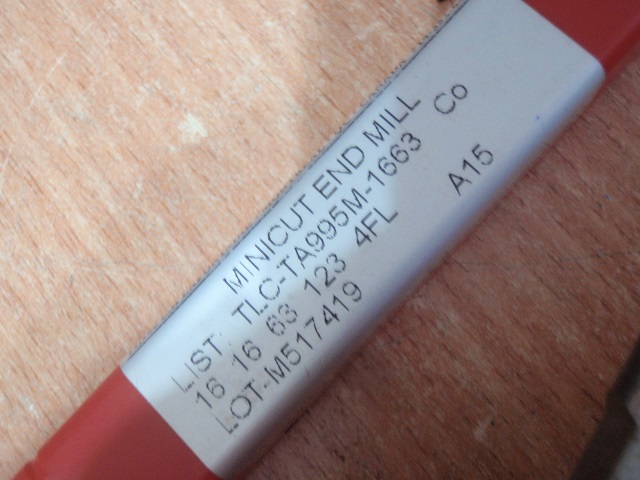 MINICUT END MILL Co
LIST: TLC-TA995M-1663
16 16 63 123 4FL A15
LOT-M517419